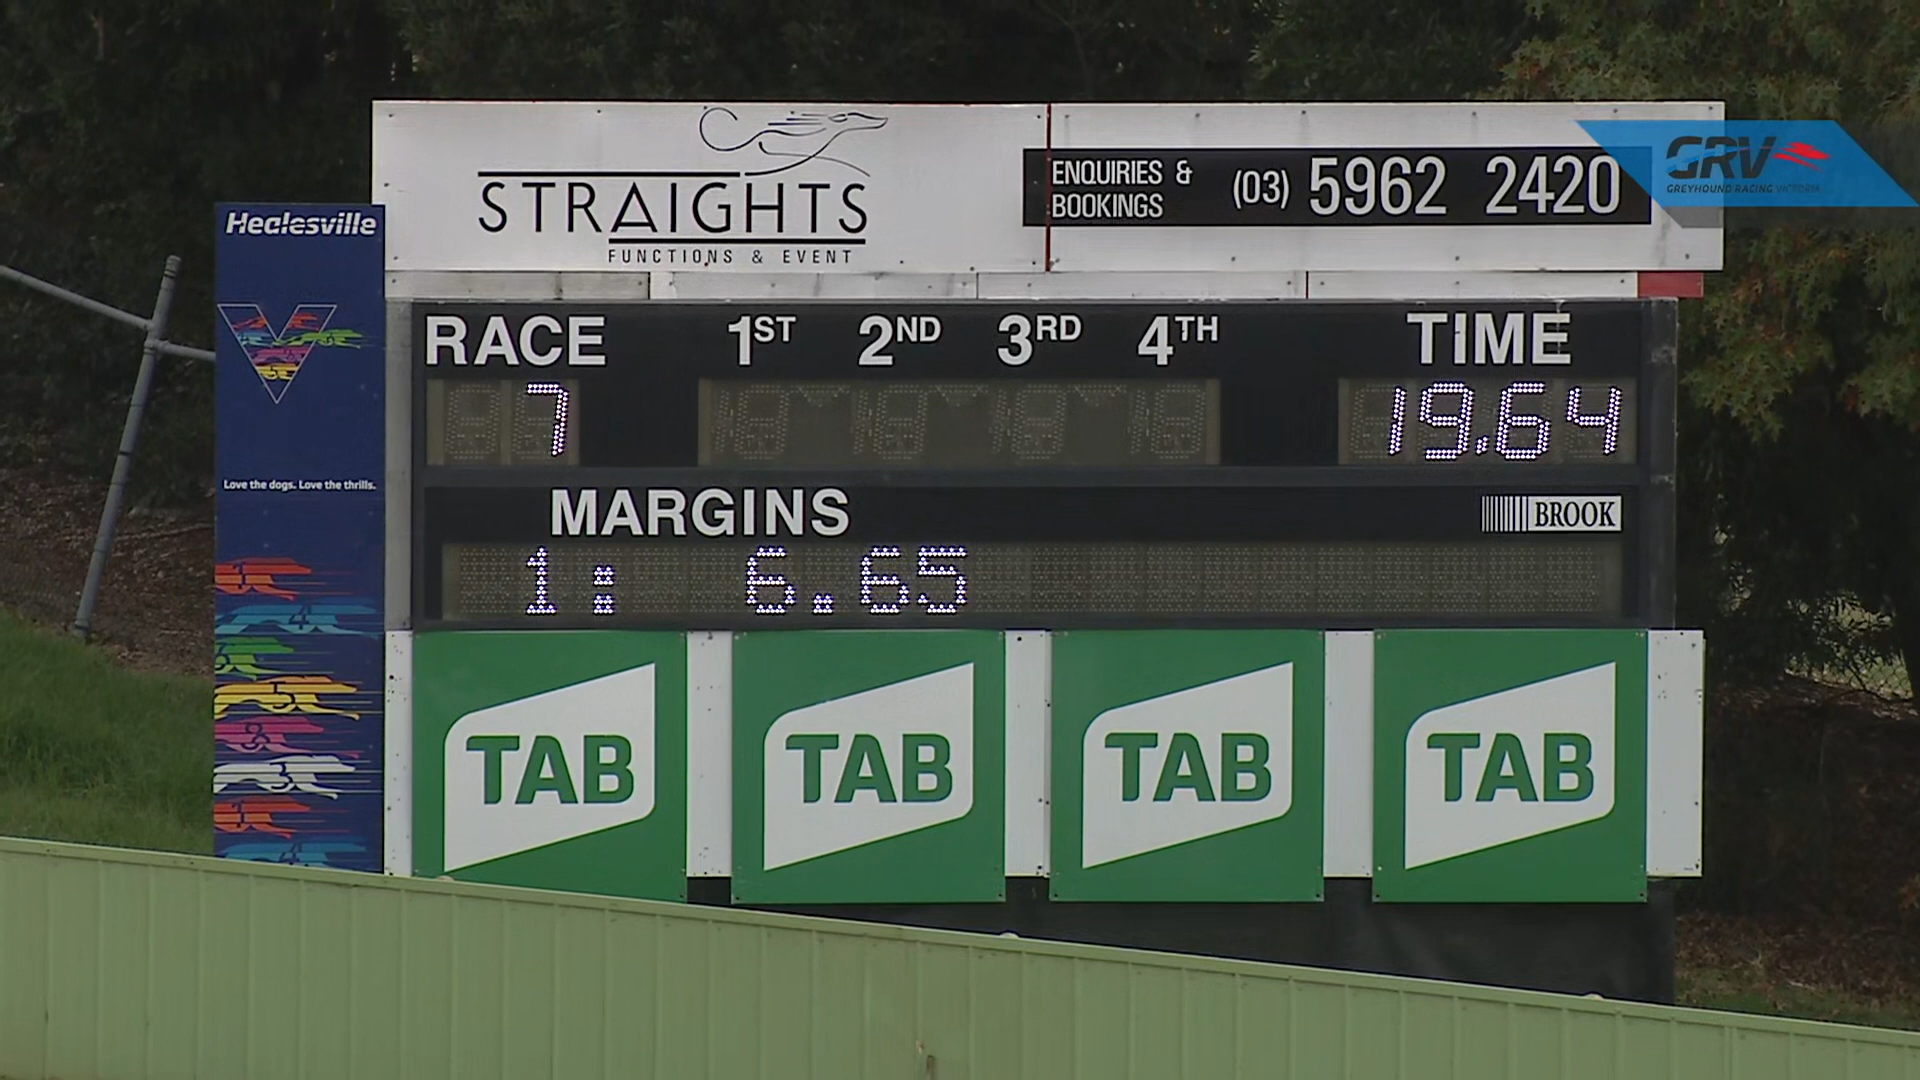 STRAIGHTS
FUNCTIONS & EVENT
ENQUIRIES &
BOOKINGS
(03) 5962 2420
GRV
GREYHOUND RACING VICTORIA
Healesville
Love the dogs. Love the thrills.
RACE 1ST 2ND 3RD 4TH TIME
7 19.64
MARGINS BROOK
1: 6.65
TAB TAB TAB TAB